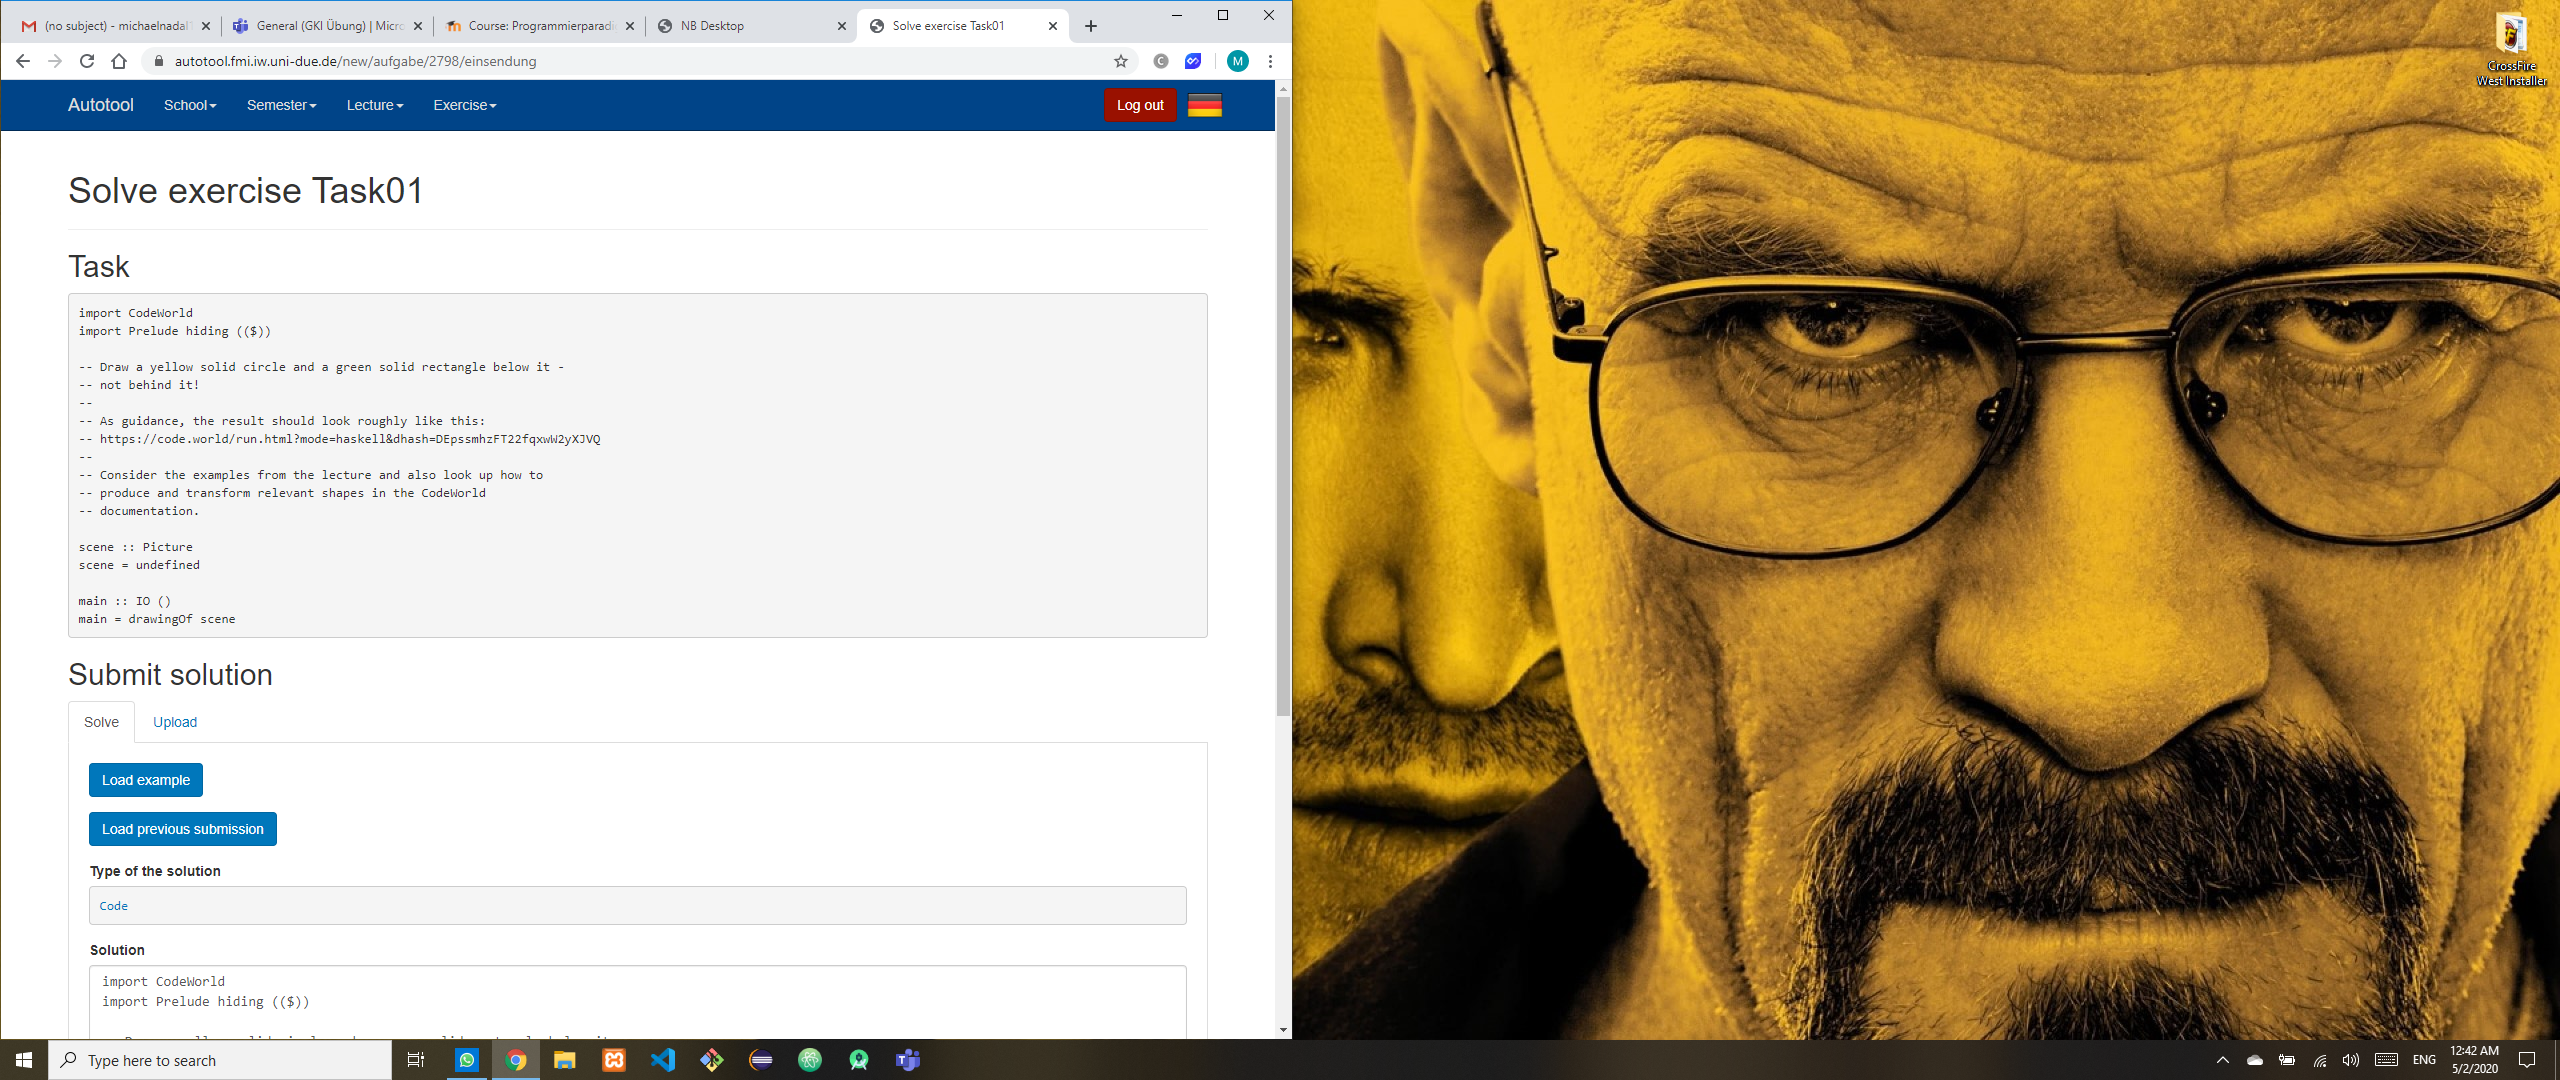 (no subject) - michaelnadal
General (GKI Übung) | Micro
Course: Programmierparadi
NB Desktop
Solve exercise Task01
autotool.fmi.iw.uni-due.de/new/aufgabe/2798/einsendung
M
Autotool
School
Semester
Lecture
Exercise
Log out
Solve exercise Task01
Task
import CodeWorld
import Prelude hiding (($))
-- Draw a yellow solid circle and a green solid rectangle below it -
-- not behind it!
--
-- As guidance, the result should look roughly like this:
-- https://code.world/run.html?mode=haskell&dhash=DEpssmhzFT22fqxwW2yXJVQ
--
-- Consider the examples from the lecture and also look up how to
-- produce and transform relevant shapes in the CodeWorld
-- documentation.
scene :: Picture
scene = undefined
main :: IO ()
main = drawingOf scene
Submit solution
Solve
Upload
Load example
Load previous submission
Type of the solution
Code
Solution
import CodeWorld
import Prelude hiding (($))
CrossFire
West Installer
Type here to search
ENG
12:42 AM
5/2/2020